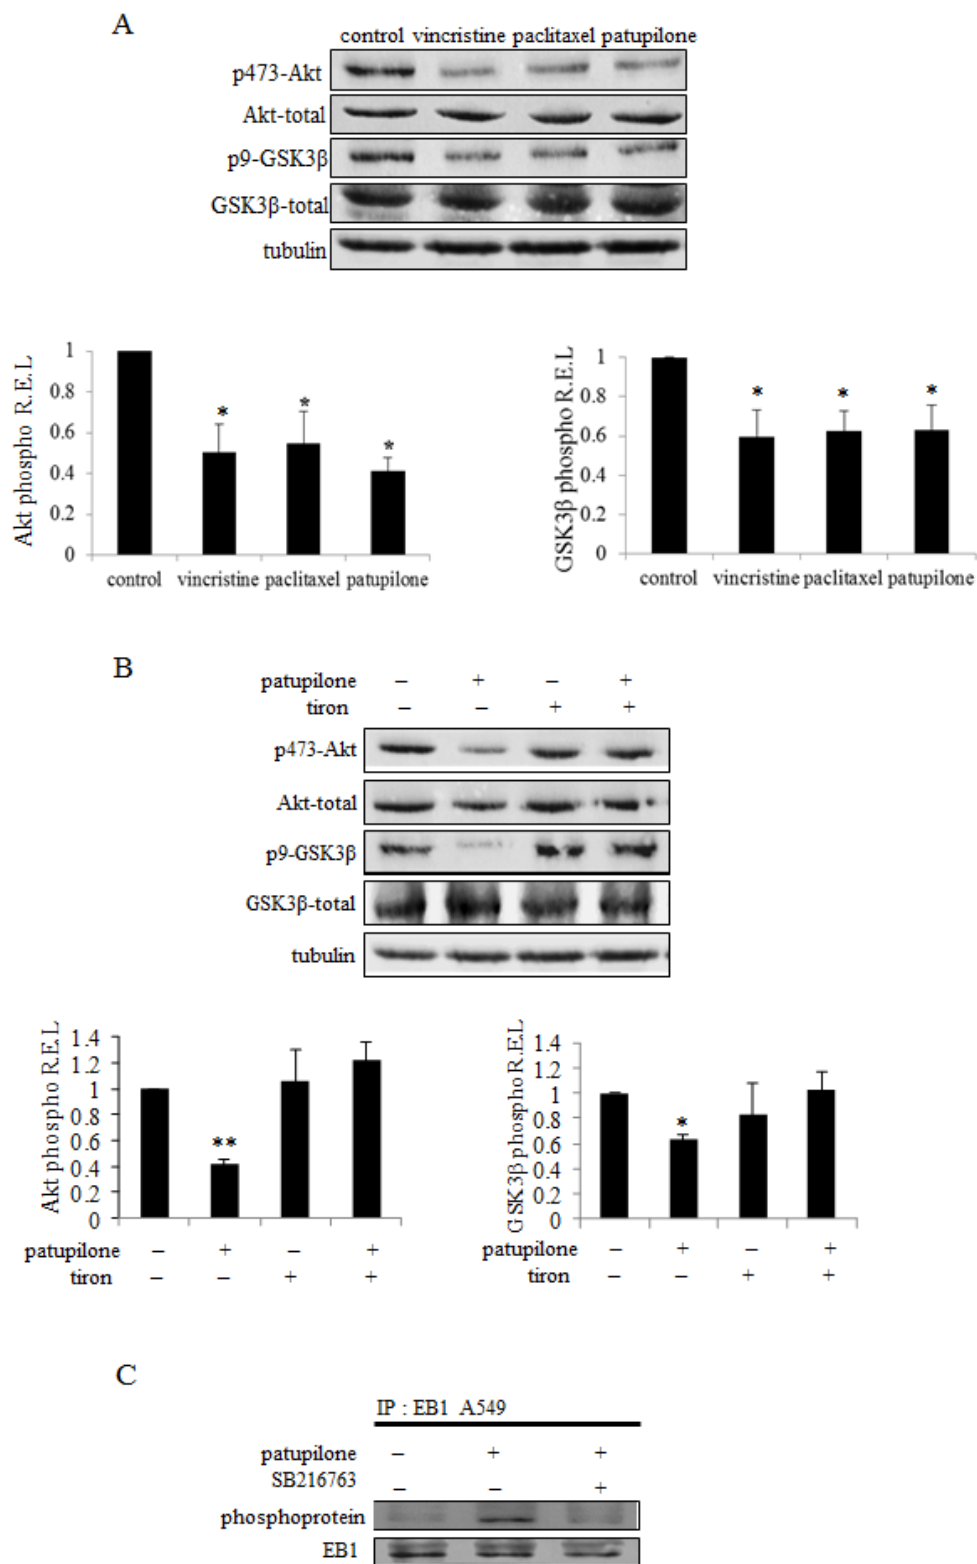 A
control vincristine paclitaxel patupilone
p473-Akt
Akt-total
p9-GSK3β
GSK3β-total
tubulin
Akt phospho R.E.L
1
0.8
0.6
0.4
0.2
0
* * *
control vincristine paclitaxel patupilone
GSK3β phospho R.E.L
1
0.8
0.6
0.4
0.2
0
* * *
control vincristine paclitaxel patupilone
B
patupilone – + – +
tiron – – + +
p473-Akt
Akt-total
p9-GSK3β
GSK3β-total
tubulin
Akt phospho R.E.L
1.4
1.2
1
0.8
0.6
0.4
0.2
0
**
patupilone – + – +
tiron – – + +
GSK3β phospho R.E.L
1.4
1.2
1
0.8
0.6
0.4
0.2
0
*
patupilone – + – +
tiron – – + +
C
IP : EB1 A549
patupilone – + +
SB216763 – – +
phosphoprotein
EB1